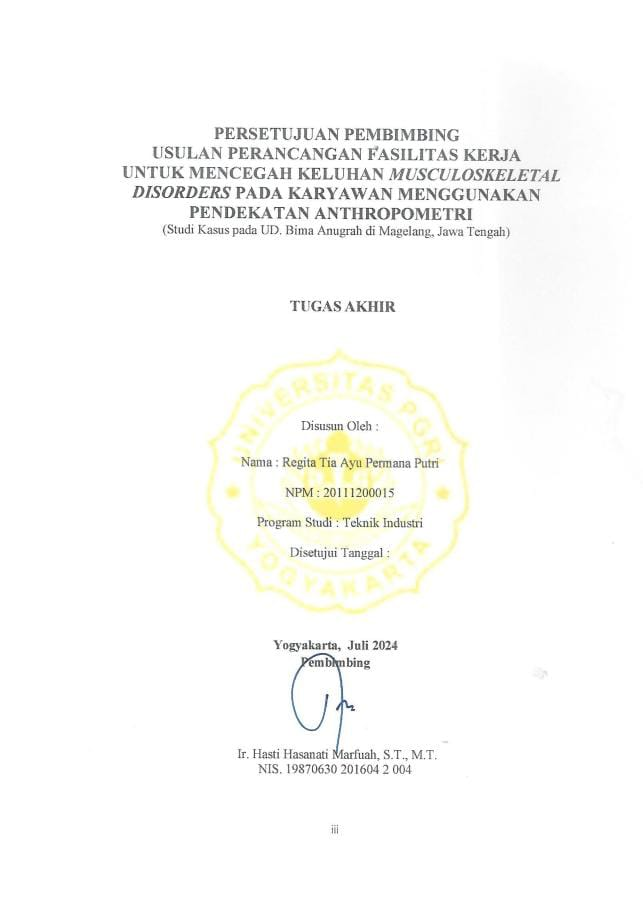 PERSETUJUAN PEMBIMBING
USULAN PERANCANGAN FASILITAS KERJA
UNTUK MENCEGAH KELUHAN MUSCULOSKELETAL
DISORDERS PADA KARYAWAN MENGGUNAKAN
PENDEKATAN ANTHROPOMETRI
(Studi Kasus pada UD. Bima Anugrah di Magelang, Jawa Tengah)
TUGAS AKHIR
UNIVERSITAS PGRI
Disusun Oleh :
Nama : Regita Tia Ayu Permana Putri
NPM : 20111200015
Program Studi : Teknik Industri
Disetujui Tanggal :
YOGYAKARTA
Yogyakarta, Juli 2024
Pembimbing
Ir. Hasti Hasanati Marfuah, S.T., M.T.
NIS. 19870630 201604 2 004
iii